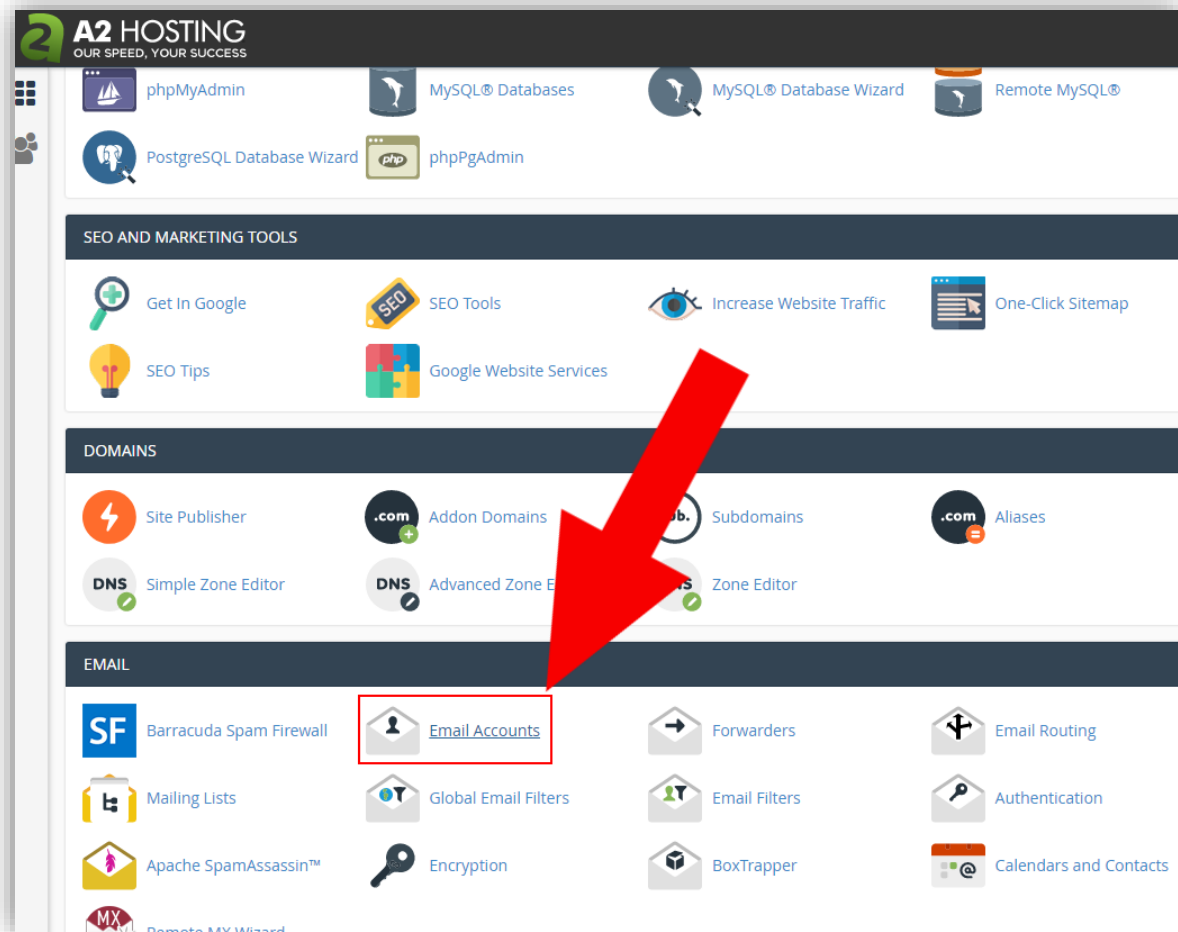 A2 HOSTING
OUR SPEED, YOUR SUCCESS
phpMyAdmin
MySQL® Databases
MySQL® Database Wizard
Remote MySQL®
PostgreSQL Database Wizard
php
phpPgAdmin
SEO AND MARKETING TOOLS
Get In Google
SEO
SEO Tools
Increase Website Traffic
One-Click Sitemap
SEO Tips
Google Website Services
DOMAINS
Site Publisher
.com
Addon Domains
Subdomains
.com
Aliases
DNS
Simple Zone Editor
DNS
Advanced Zone E
Zone Editor
EMAIL
SF
Barracuda Spam Firewall
Email Accounts
Forwarders
Email Routing
Mailing Lists
Global Email Filters
Email Filters
Authentication
Apache SpamAssassin™
Encryption
BoxTrapper
@
Calendars and Contacts
MX
Remote MX Wizard